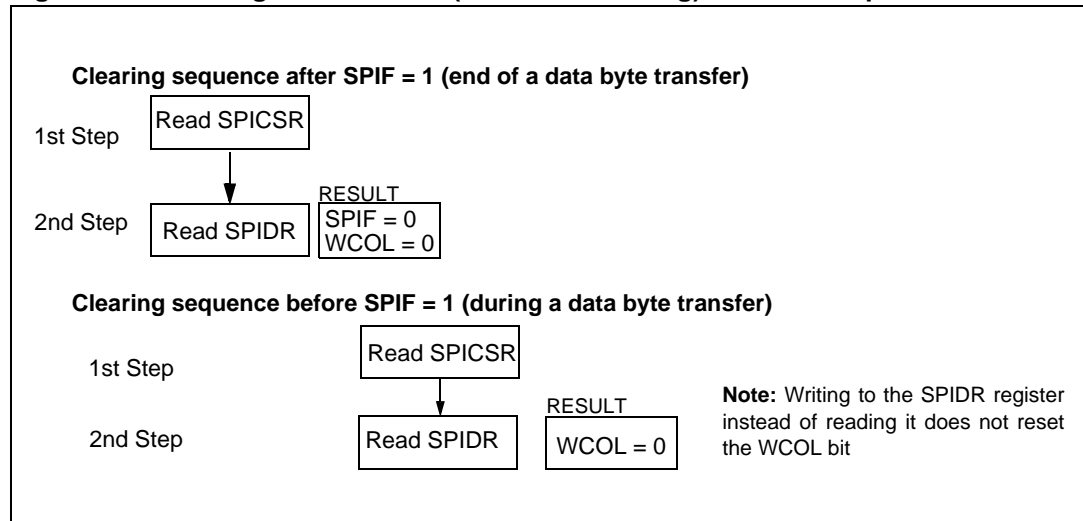 Clearing sequence after SPIF = 1 (end of a data byte transfer)
1st Step
Read SPICSR
2nd Step
Read SPIDR
RESULT
SPIF = 0
WCOL = 0
Clearing sequence before SPIF = 1 (during a data byte transfer)
1st Step
Read SPICSR
2nd Step
Read SPIDR
RESULT
WCOL = 0
Note: Writing to the SPIDR register
instead of reading it does not reset
the WCOL bit